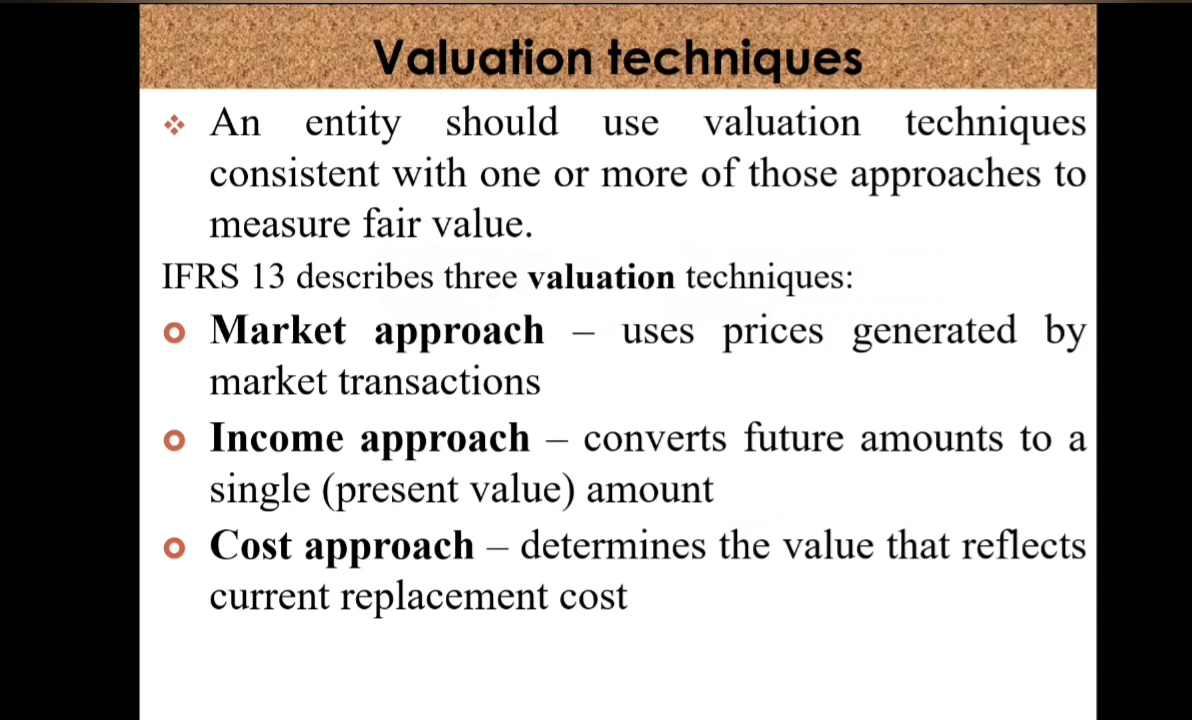 Valuation techniques
An entity should use valuation techniques
consistent with one or more of those approaches to
measure fair value.
IFRS 13 describes three valuation techniques:
Market approach – uses prices generated by
market transactions
Income approach – converts future amounts to a
single (present value) amount
Cost approach – determines the value that reflects
current replacement cost